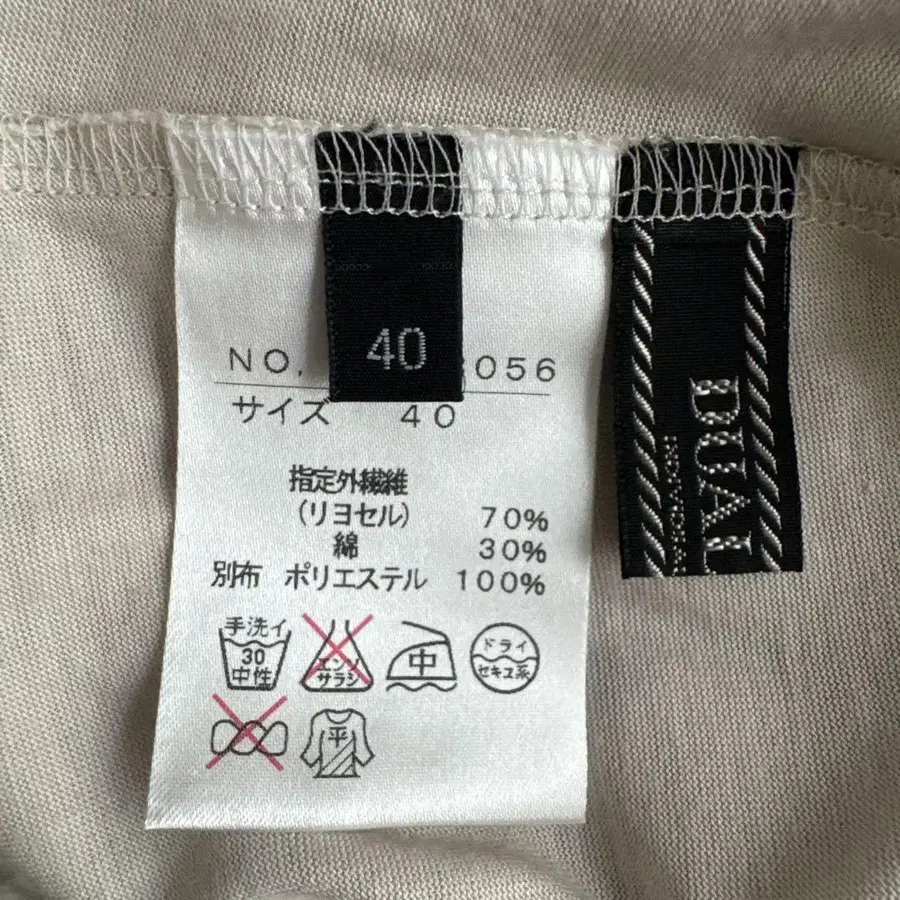 40
NO. 056
サイズ 40
指定外繊維
(リヨセル) 70%
綿 30%
別布 ポリエステル 100%
手洗イ
30
中性
エンソ
サラシ
中
ドライ
セキユ系
平
DUAL